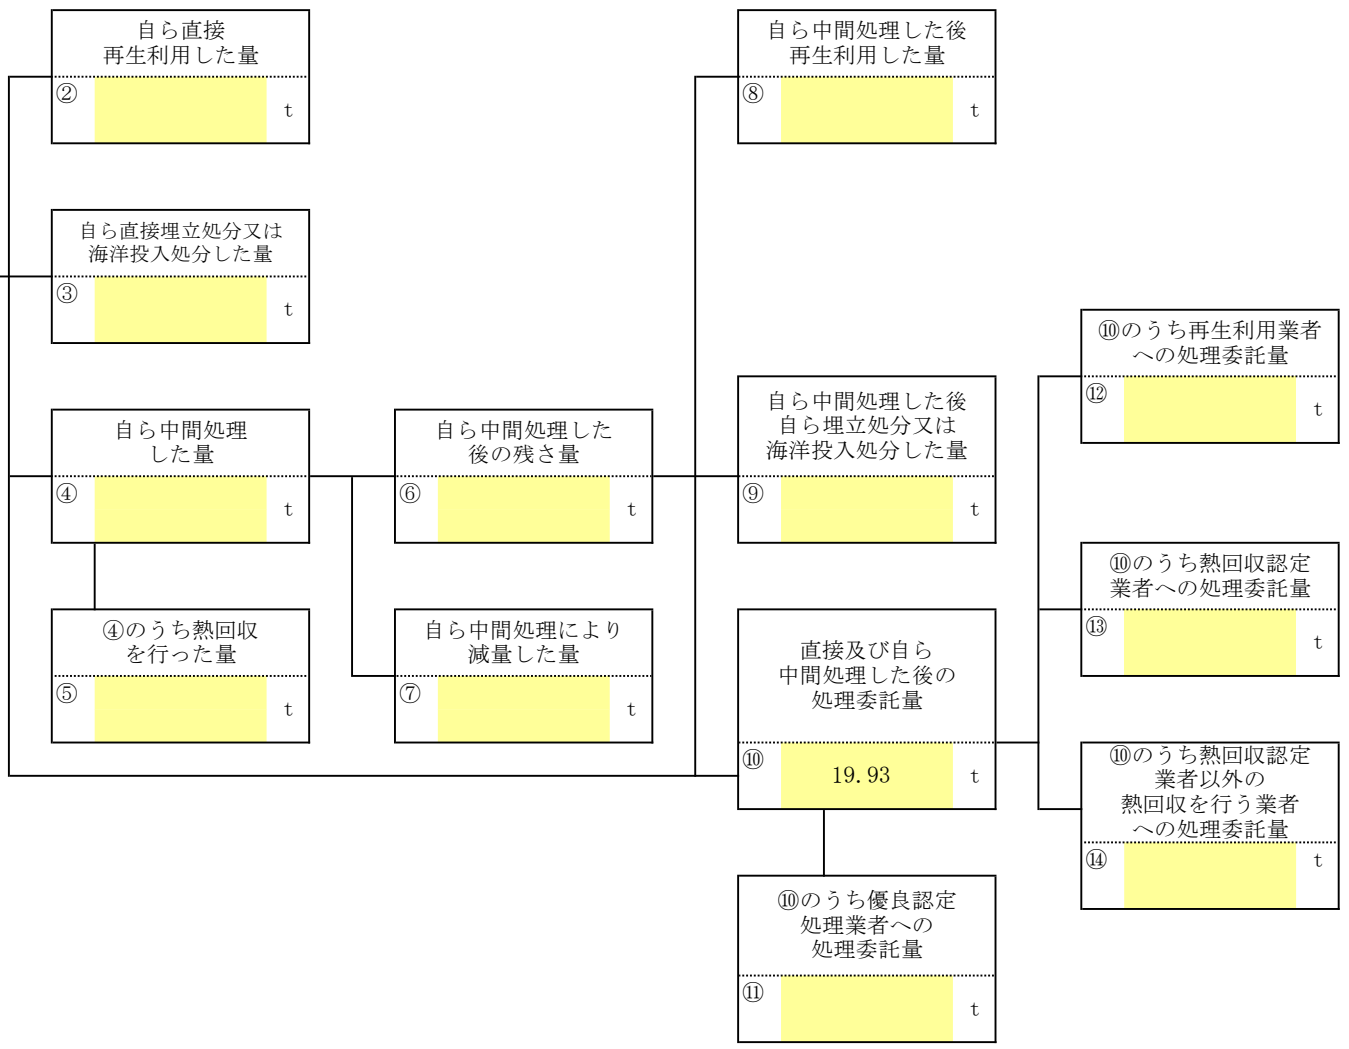 自ら直接
再生利用した量
②
t
自ら中間処理した後
再生利用した量
⑧
t
自ら直接埋立処分又は
海洋投入処分した量
③
t
⑩のうち再生利用業者
への処理委託量
⑫
t
自ら中間処理
した量
④
t
自ら中間処理した
後の残さ量
⑥
t
自ら中間処理した後
自ら埋立処分又は
海洋投入処分した量
⑨
t
⑩のうち熱回収認定
業者への処理委託量
⑬
t
④のうち熱回収
を行った量
⑤
t
自ら中間処理により
減量した量
⑦
t
直接及び自ら
中間処理した後の
処理委託量
⑩
19.93 t
⑩のうち熱回収認定
業者以外の
熱回収を行う業者
への処理委託量
⑭
t
⑩のうち優良認定
処理業者への
処理委託量
⑪
t